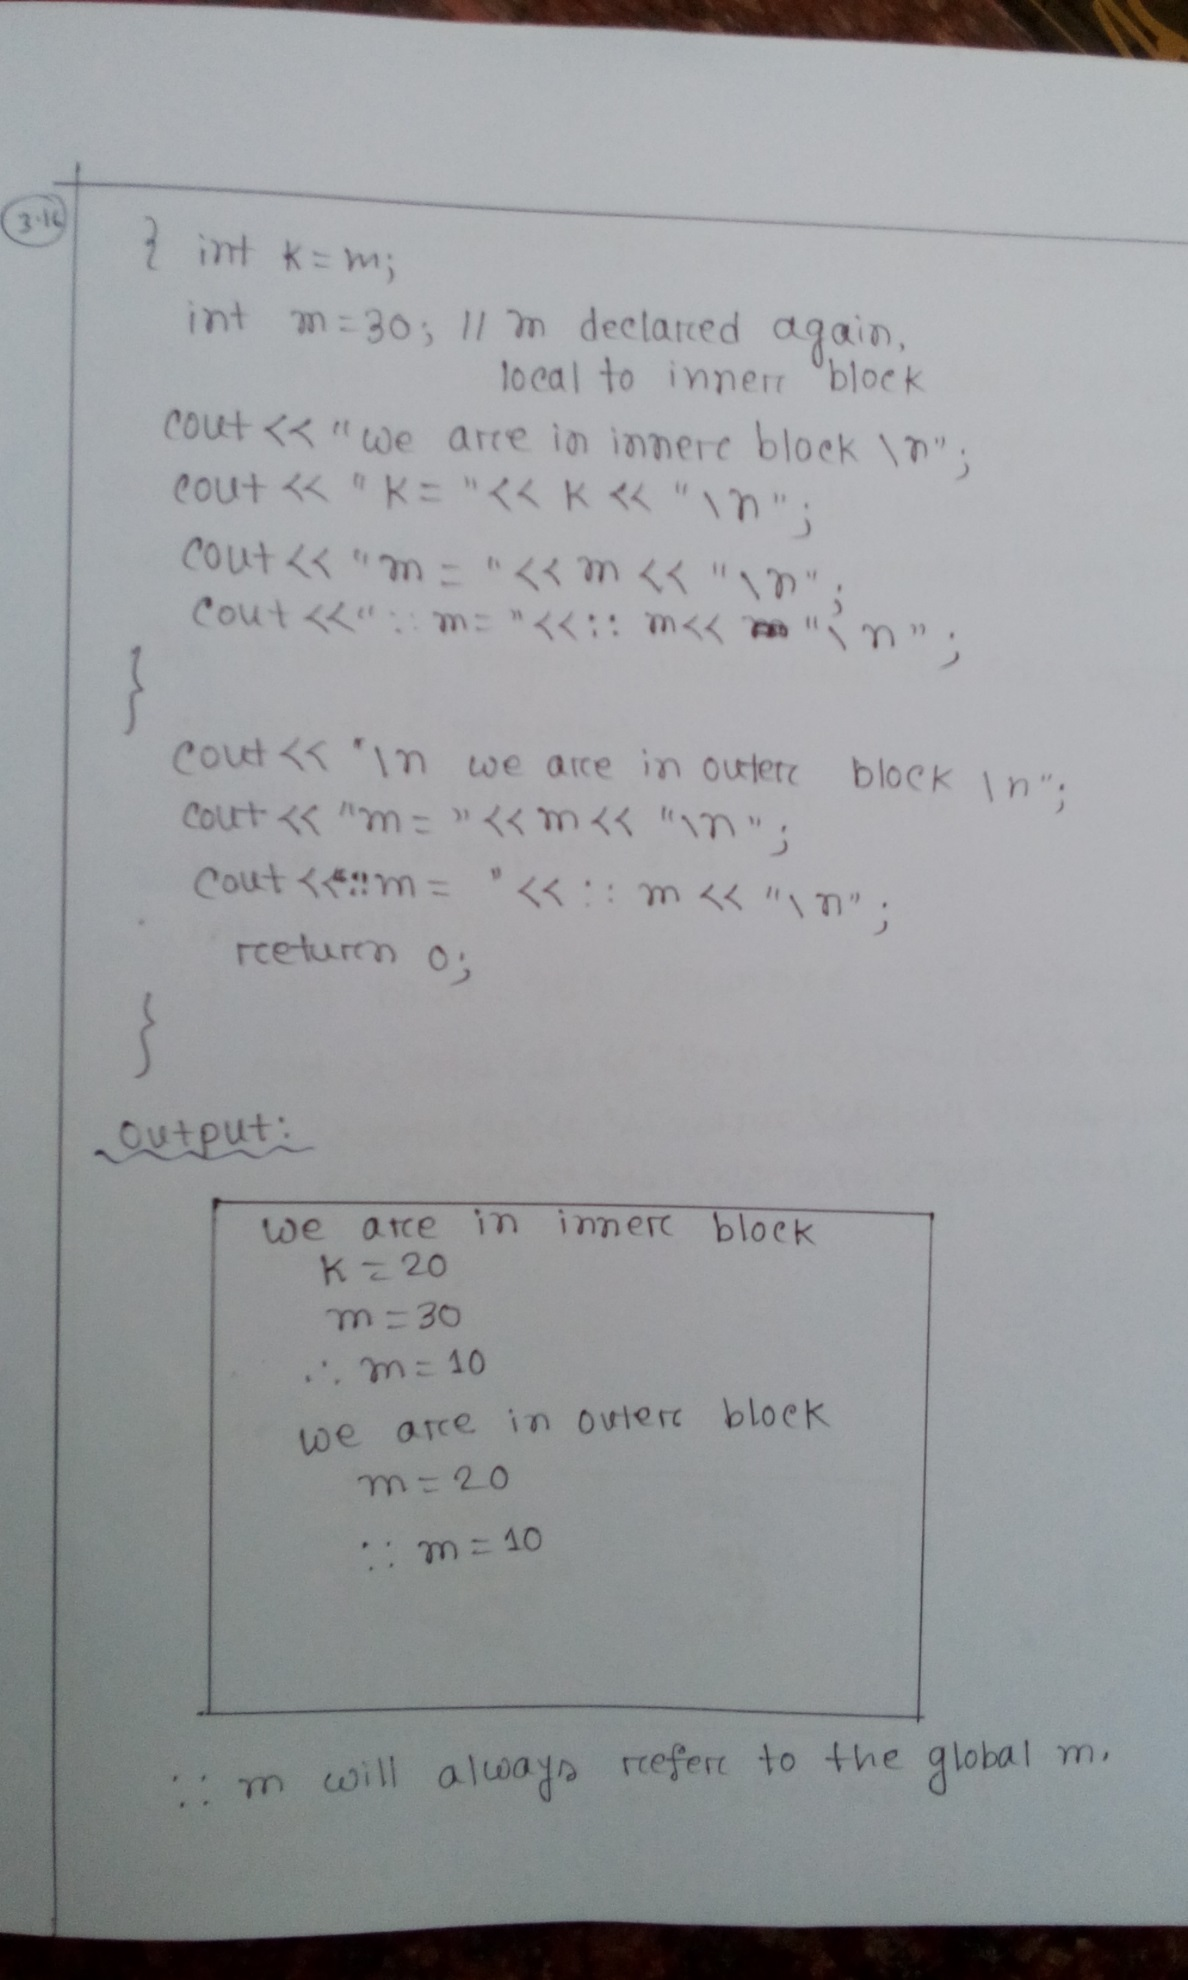 3.16
{ int k=m;
int m=30; // m declared again,
local to inner block
cout<<"we are in inner block \n";
cout << "k= "<< k << "\n";
cout<< "m = "<< m << "\n";
cout <<" :: m= "<<:: m<< "\n";
}
cout<< "\n we are in outer block \n";
cout << "m= "<< m<< "\n";
cout <<"::m= "<< :: m << "\n";
return 0;
}
output:
we are in inner block
k = 20
m = 30
:: m = 10
we are in outer block
m = 20
:: m = 10
:: m will always refer to the global m.